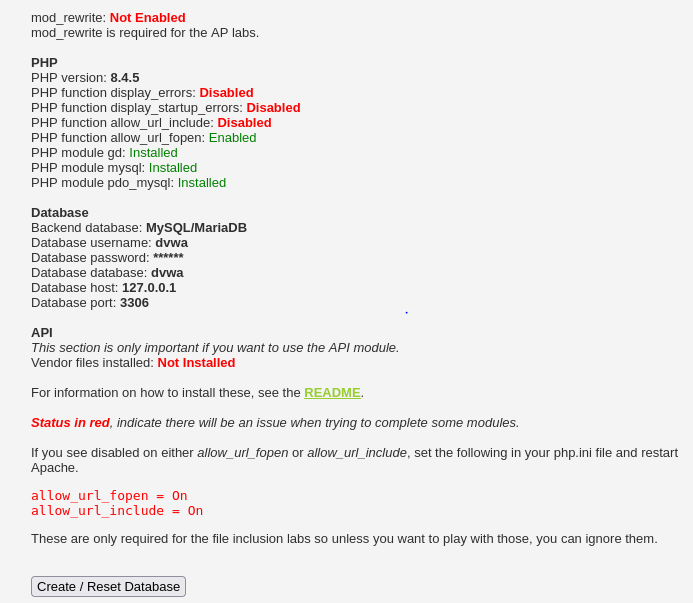 mod_rewrite: Not Enabled
mod_rewrite is required for the AP labs.
PHP
PHP version: 8.4.5
PHP function display_errors: Disabled
PHP function display_startup_errors: Disabled
PHP function allow_url_include: Disabled
PHP function allow_url_fopen: Enabled
PHP module gd: Installed
PHP module mysql: Installed
PHP module pdo_mysql: Installed
Database
Backend database: MySQL/MariaDB
Database username: dvwa
Database password: ******
Database database: dvwa
Database host: 127.0.0.1
Database port: 3306
API
This section is only important if you want to use the API module.
Vendor files installed: Not Installed
For information on how to install these, see the README.
Status in red, indicate there will be an issue when trying to complete some modules.
If you see disabled on either allow_url_fopen or allow_url_include, set the following in your php.ini file and restart
Apache.
allow_url_fopen = On
allow_url_include = On
These are only required for the file inclusion labs so unless you want to play with those, you can ignore them.
Create / Reset Database